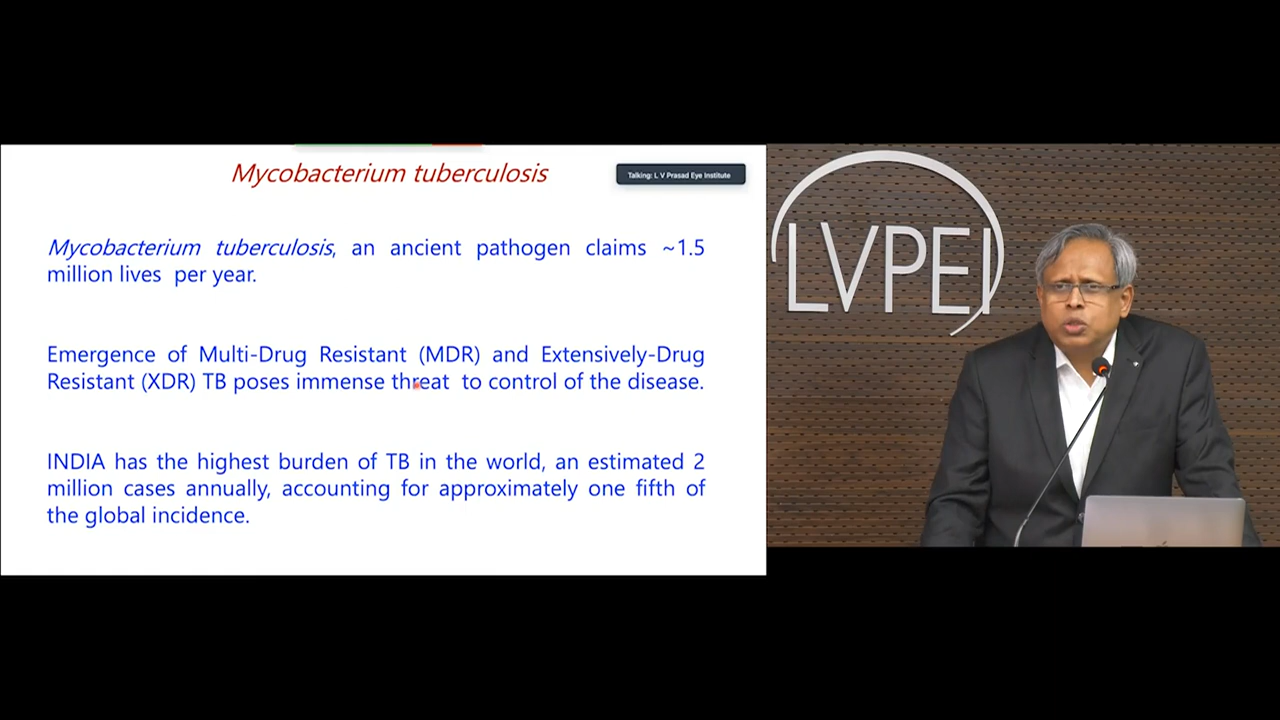 Mycobacterium tuberculosis
Talking: L V Prasad Eye Institute
Mycobacterium tuberculosis, an ancient pathogen claims ~1.5
million lives per year.
Emergence of Multi-Drug Resistant (MDR) and Extensively-Drug
Resistant (XDR) TB poses immense threat to control of the disease.
INDIA has the highest burden of TB in the world, an estimated 2
million cases annually, accounting for approximately one fifth of
the global incidence.
LVPEI